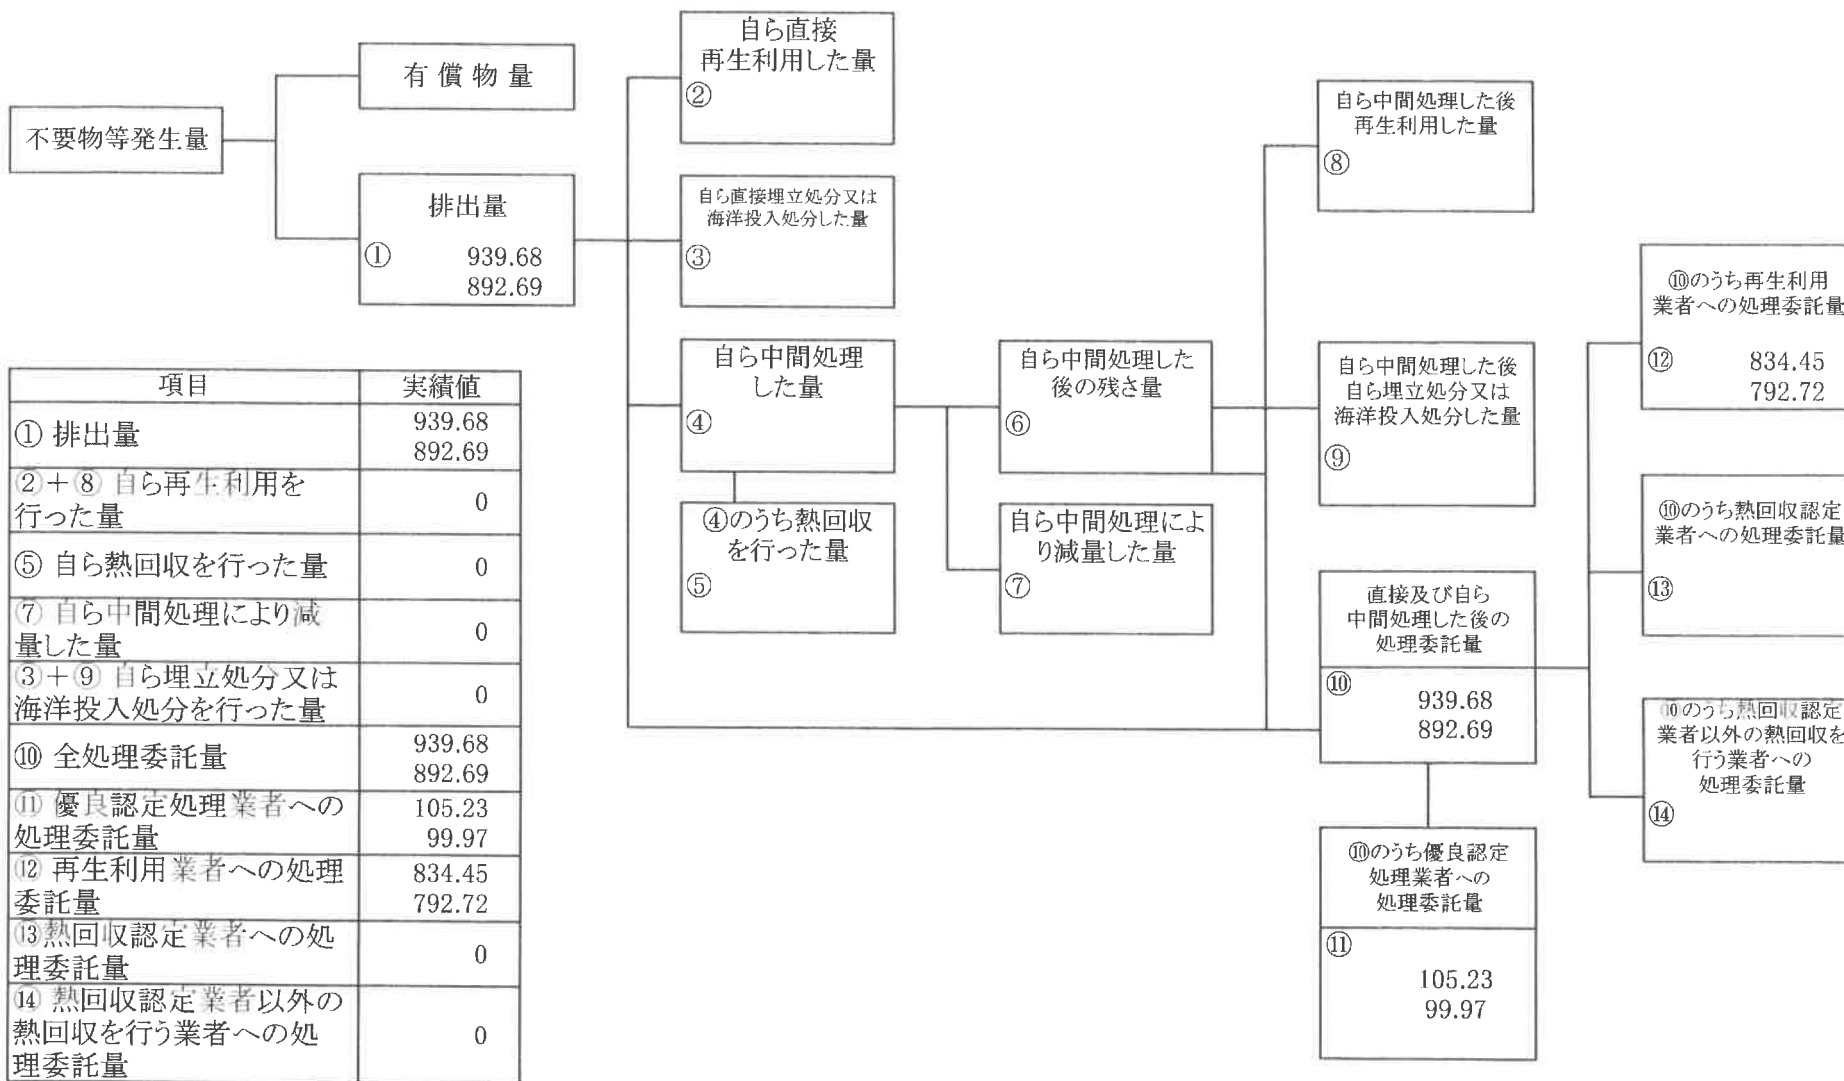 不要物等発生量
有償物量
排出量
①
939.68
892.69
自ら直接
再生利用した量
②
自ら直接埋立処分又は
海洋投入処分した量
③
自ら中間処理
した量
④
④のうち熱回収
を行った量
⑤
自ら中間処理した
後の残さ量
⑥
自ら中間処理によ
り減量した量
⑦
自ら中間処理した後
再生利用した量
⑧
自ら中間処理した後
自ら埋立処分又は
海洋投入処分した量
⑨
直接及び自ら
中間処理した後の
処理委託量
⑩
939.68
892.69
⑩のうち優良認定
処理業者への
処理委託量
⑪
105.23
99.97
⑩のうち再生利用
業者への処理委託量
⑫
834.45
792.72
⑩のうち熱回収認定
業者への処理委託量
⑬
⑩のうち熱回収認定
業者以外の熱回収を
行う業者への
処理委託量
⑭
項目 実績値
① 排出量 939.68
892.69
②+⑧ 自ら再生利用を
行った量 0
⑤ 自ら熱回収を行った量 0
⑦ 自ら中間処理により減
量した量 0
③+⑨ 自ら埋立処分又は
海洋投入処分を行った量 0
⑩ 全処理委託量 939.68
892.69
⑪ 優良認定処理業者への 105.23
処理委託量 99.97
⑫ 再生利用業者への処理 834.45
委託量 792.72
⑬熱回収認定業者への処
理委託量 0
⑭ 熱回収認定業者以外の
熱回収を行う業者への処 0
理委託量